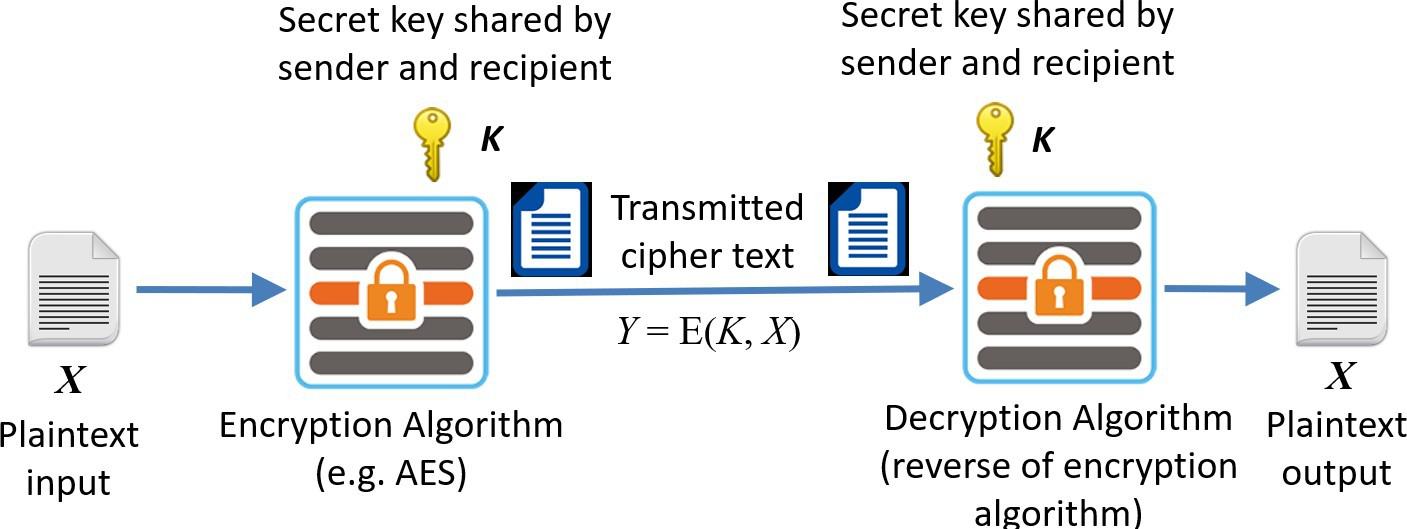 Secret key shared by
sender and recipient
K
Secret key shared by
sender and recipient
K
Transmitted
cipher text
Y = E(K, X)
X
Plaintext
input
Encryption Algorithm
(e.g. AES)
Decryption Algorithm
(reverse of encryption
algorithm)
X
Plaintext
output